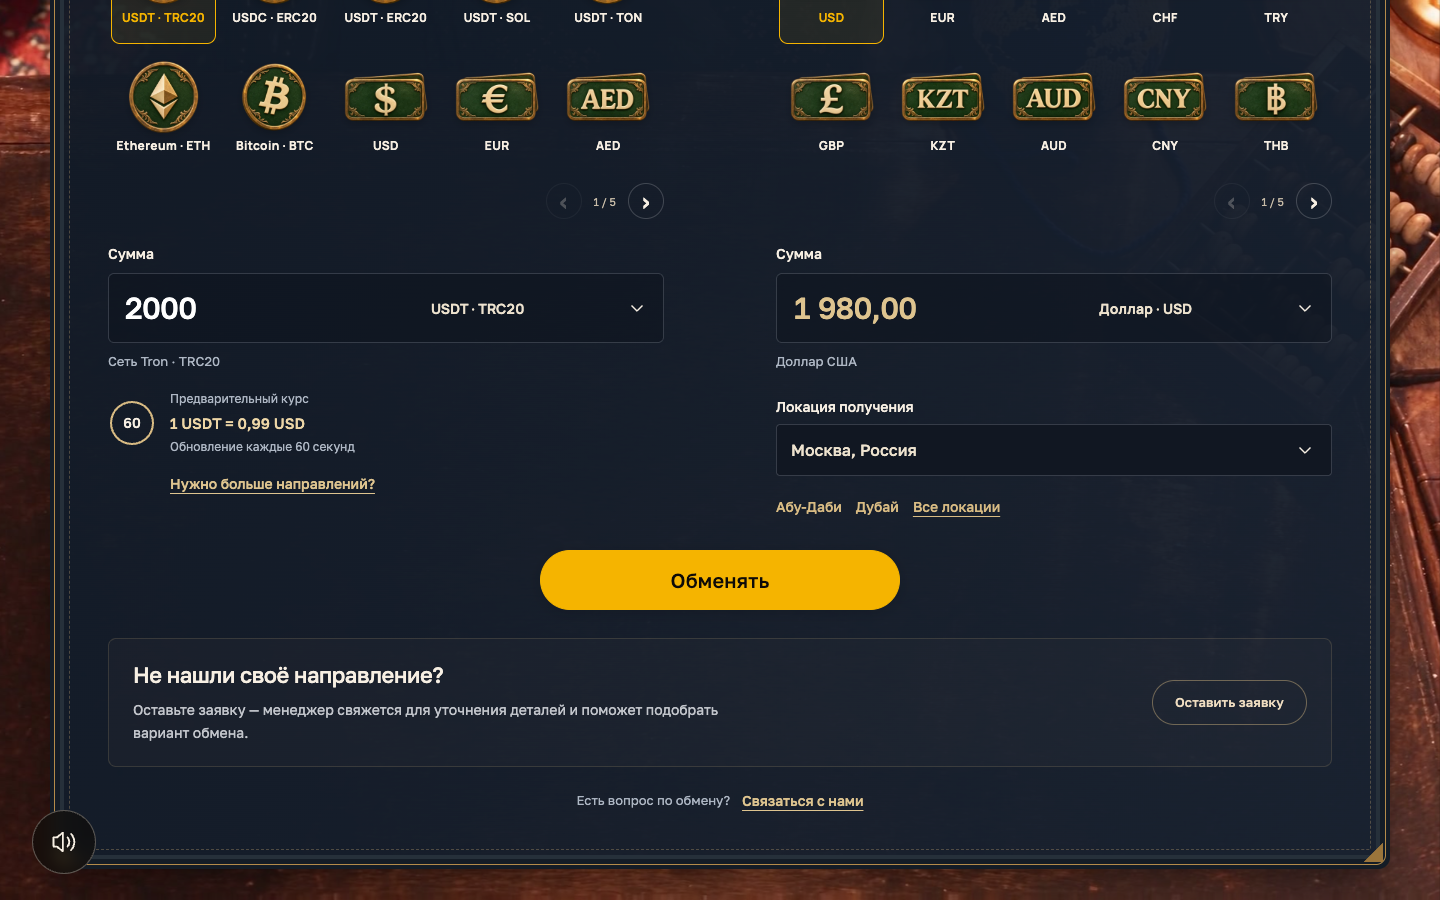 USDT · TRC20
USDC · ERC20
USDT · ERC20
USDT · SOL
USDT · TON
USD
EUR
AED
CHF
TRY
$
€
AED
£
KZT
AUD
CNY
฿
Ethereum · ETH
Bitcoin · BTC
USD
EUR
AED
GBP
KZT
AUD
CNY
THB
‹ 1 / 5 ›
‹ 1 / 5 ›
Сумма
2000
USDT · TRC20
Сеть Tron · TRC20
60
Предварительный курс
1 USDT = 0,99 USD
Обновление каждые 60 секунд
Нужно больше направлений?
Сумма
1 980,00
Доллар · USD
Доллар США
Локация получения
Москва, Россия
Абу-Даби Дубай Все локации
Обменять
Не нашли своё направление?
Оставьте заявку — менеджер свяжется для уточнения деталей и поможет подобрать
вариант обмена.
Оставить заявку
Есть вопрос по обмену? Связаться с нами